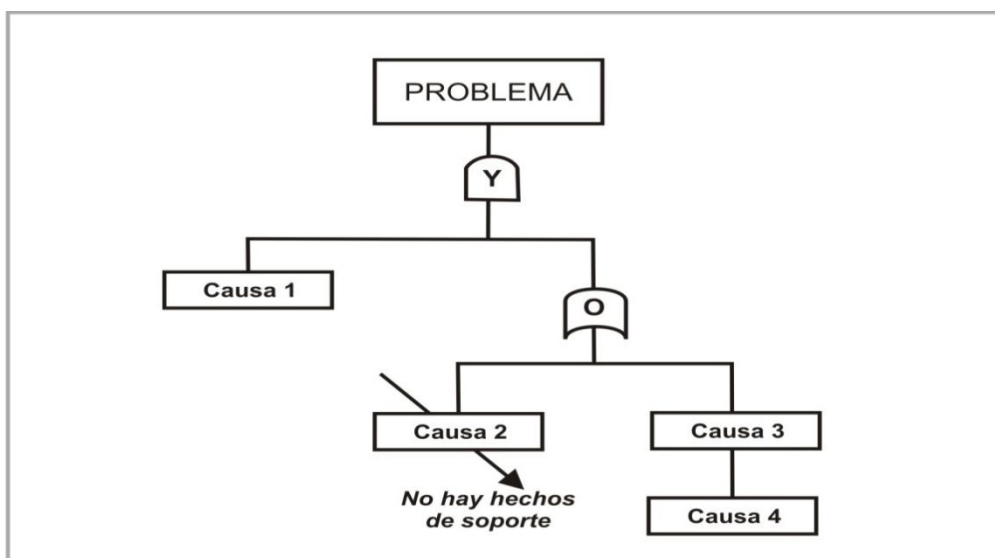 PROBLEMA
Y
Causa 1
O
Causa 2
Causa 3
No hay hechos
de soporte
Causa 4